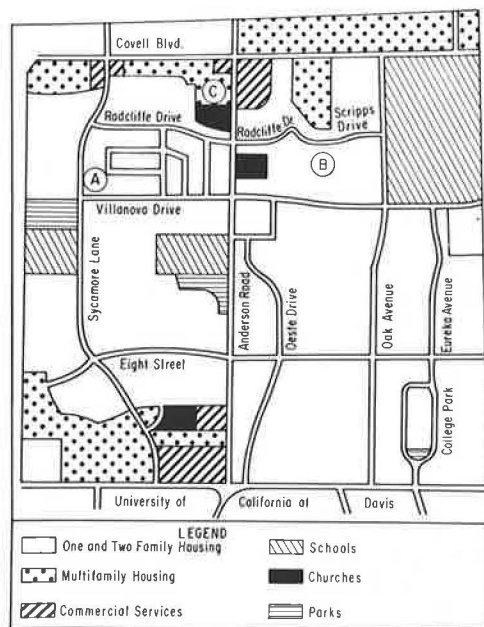 Covell Blvd.
C
Radcliffe Drive
Radcliffe Dr.
Scripps
Drive
A
B
Villanova Drive
Sycamore Lane
Anderson Road
Oeste Drive
Oak Avenue
Eureka Avenue
Eight Street
College Park
University of California at Davis
LEGEND
One and Two Family Housing
Schools
Multifamily Housing
Churches
Commercial Services
Parks